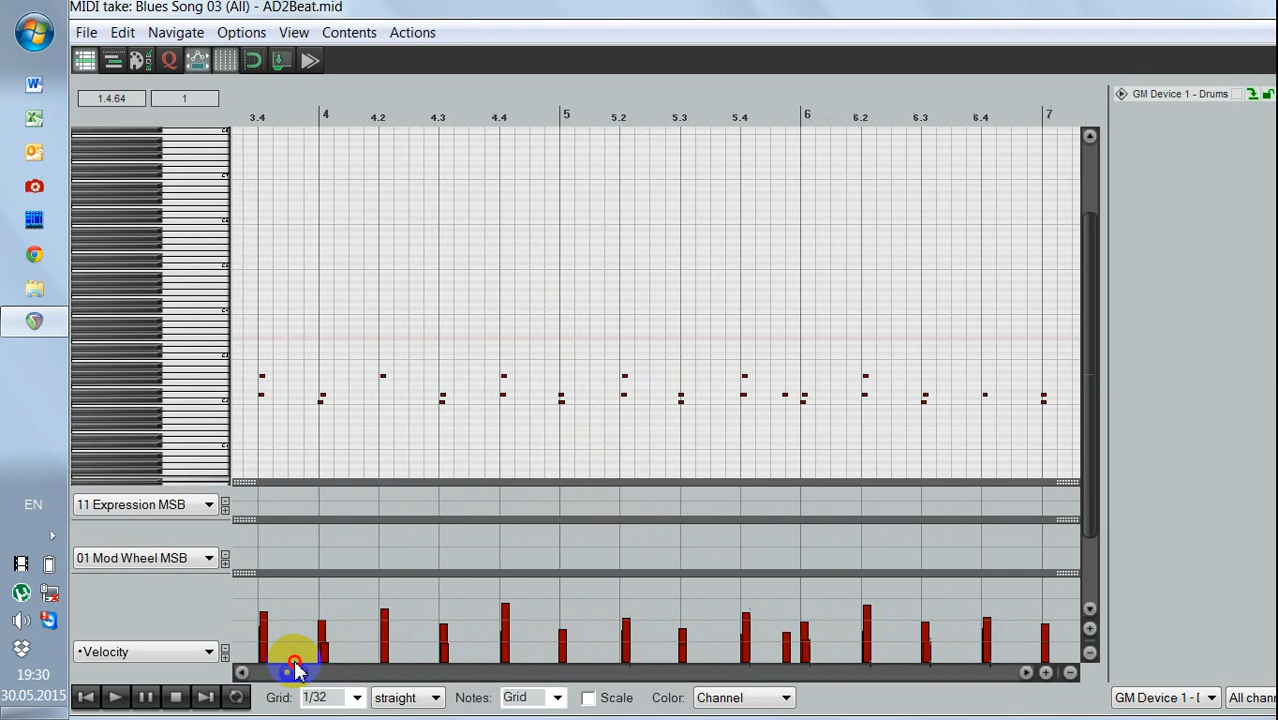 MIDI take: Blues Song 03 (All) - AD2Beat.mid
File Edit Navigate Options View Contents Actions
1.4.64 1
3.4 4 4.2 4.3 4.4 5 5.2 5.3 5.4 6 6.2 6.3 6.4 7
GM Device 1 - Drums
EN
11 Expression MSB
01 Mod Wheel MSB
•Velocity
19:30
30.05.2015
Grid: 1/32 straight Notes: Grid Scale Color: Channel GM Device 1 - Drums All chann